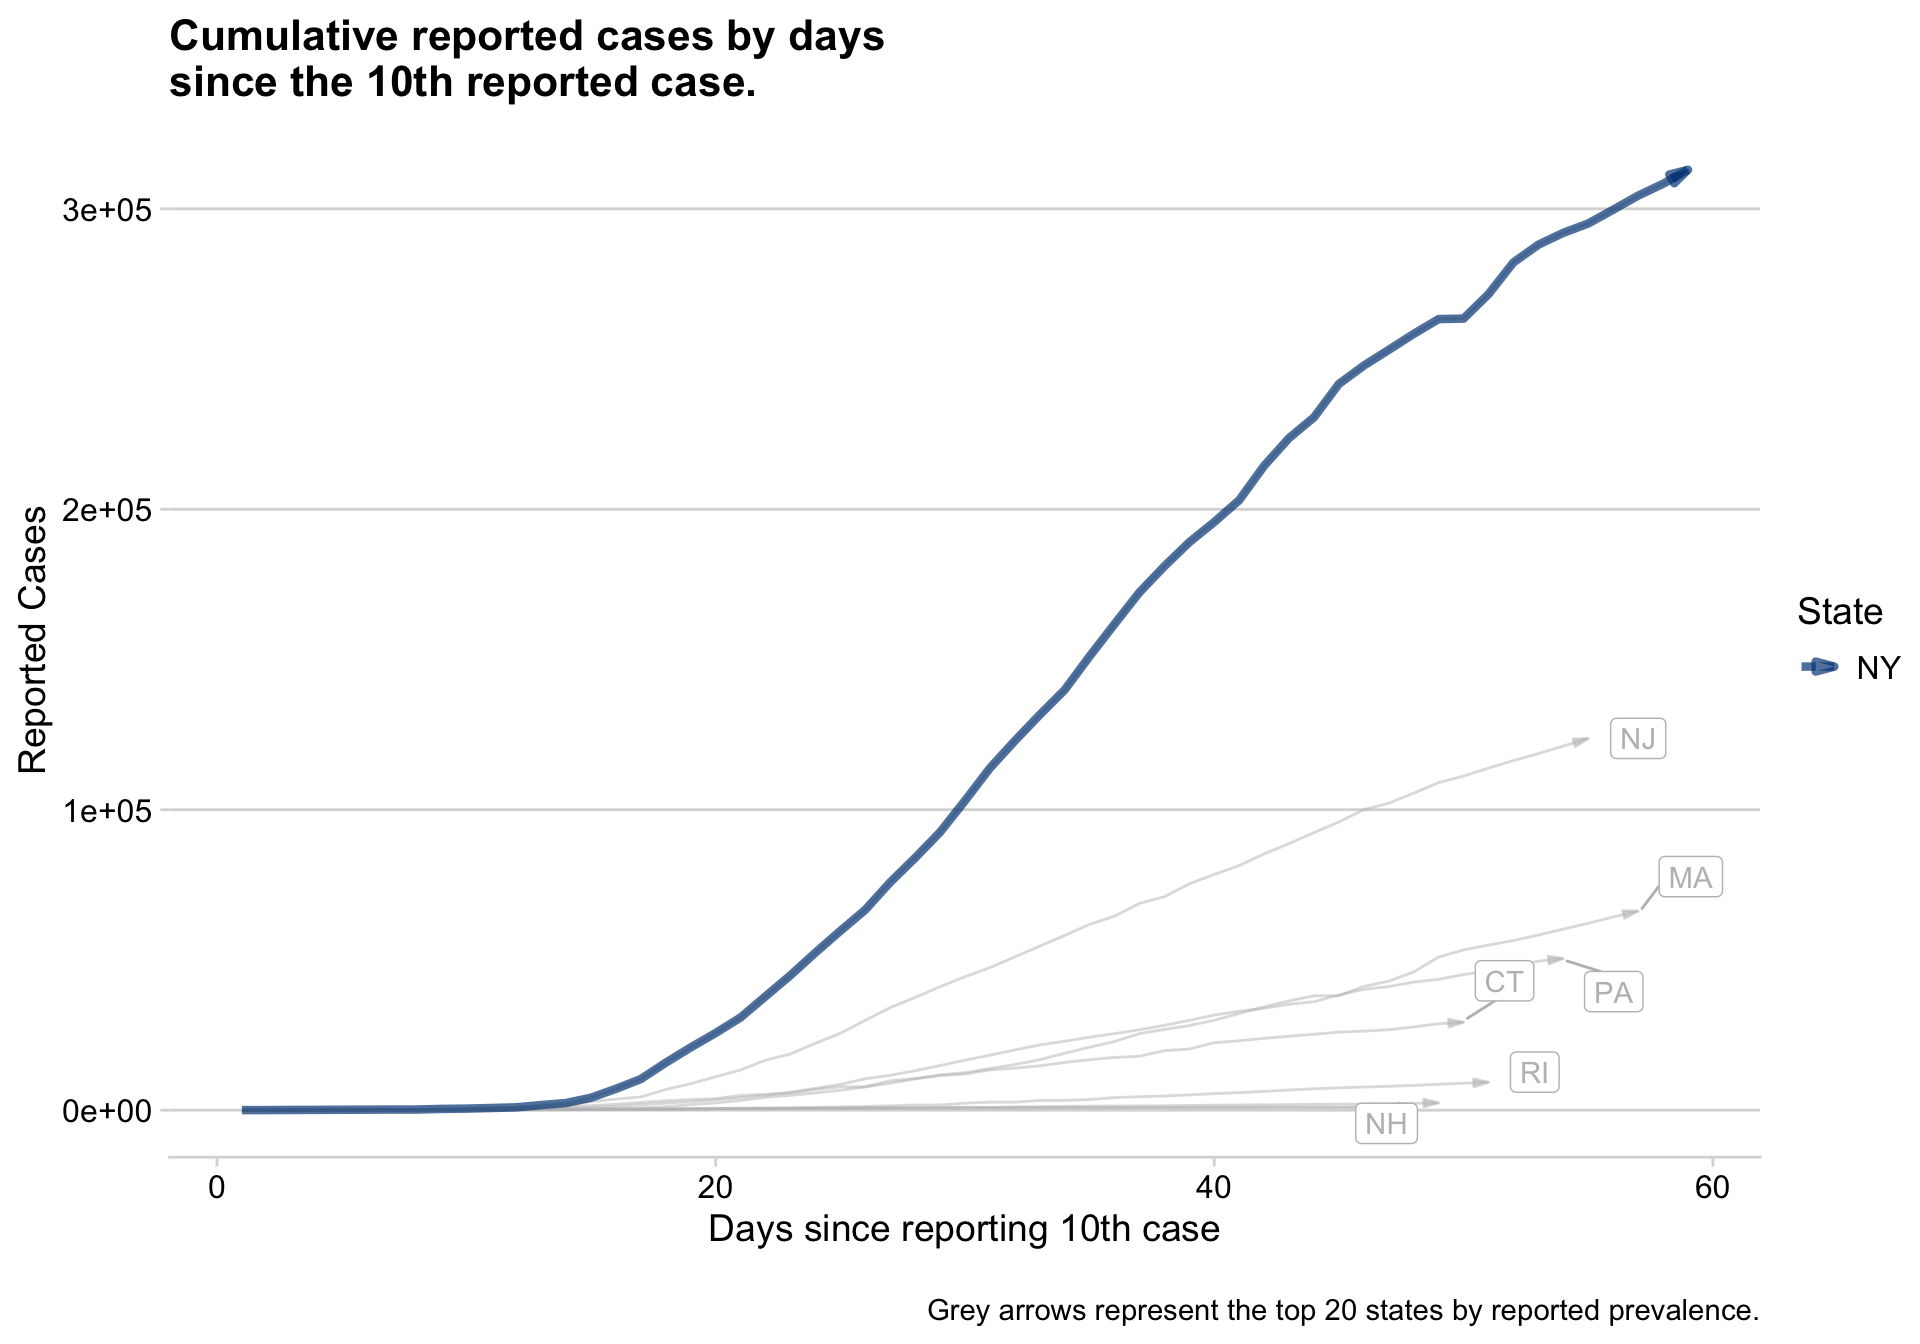 Cumulative reported cases by days
since the 10th reported case.
3e+05
2e+05
1e+05
0e+00
Reported Cases
NJ
MA
CT
PA
RI
NH
State
NY
0 20 40 60
Days since reporting 10th case
Grey arrows represent the top 20 states by reported prevalence.